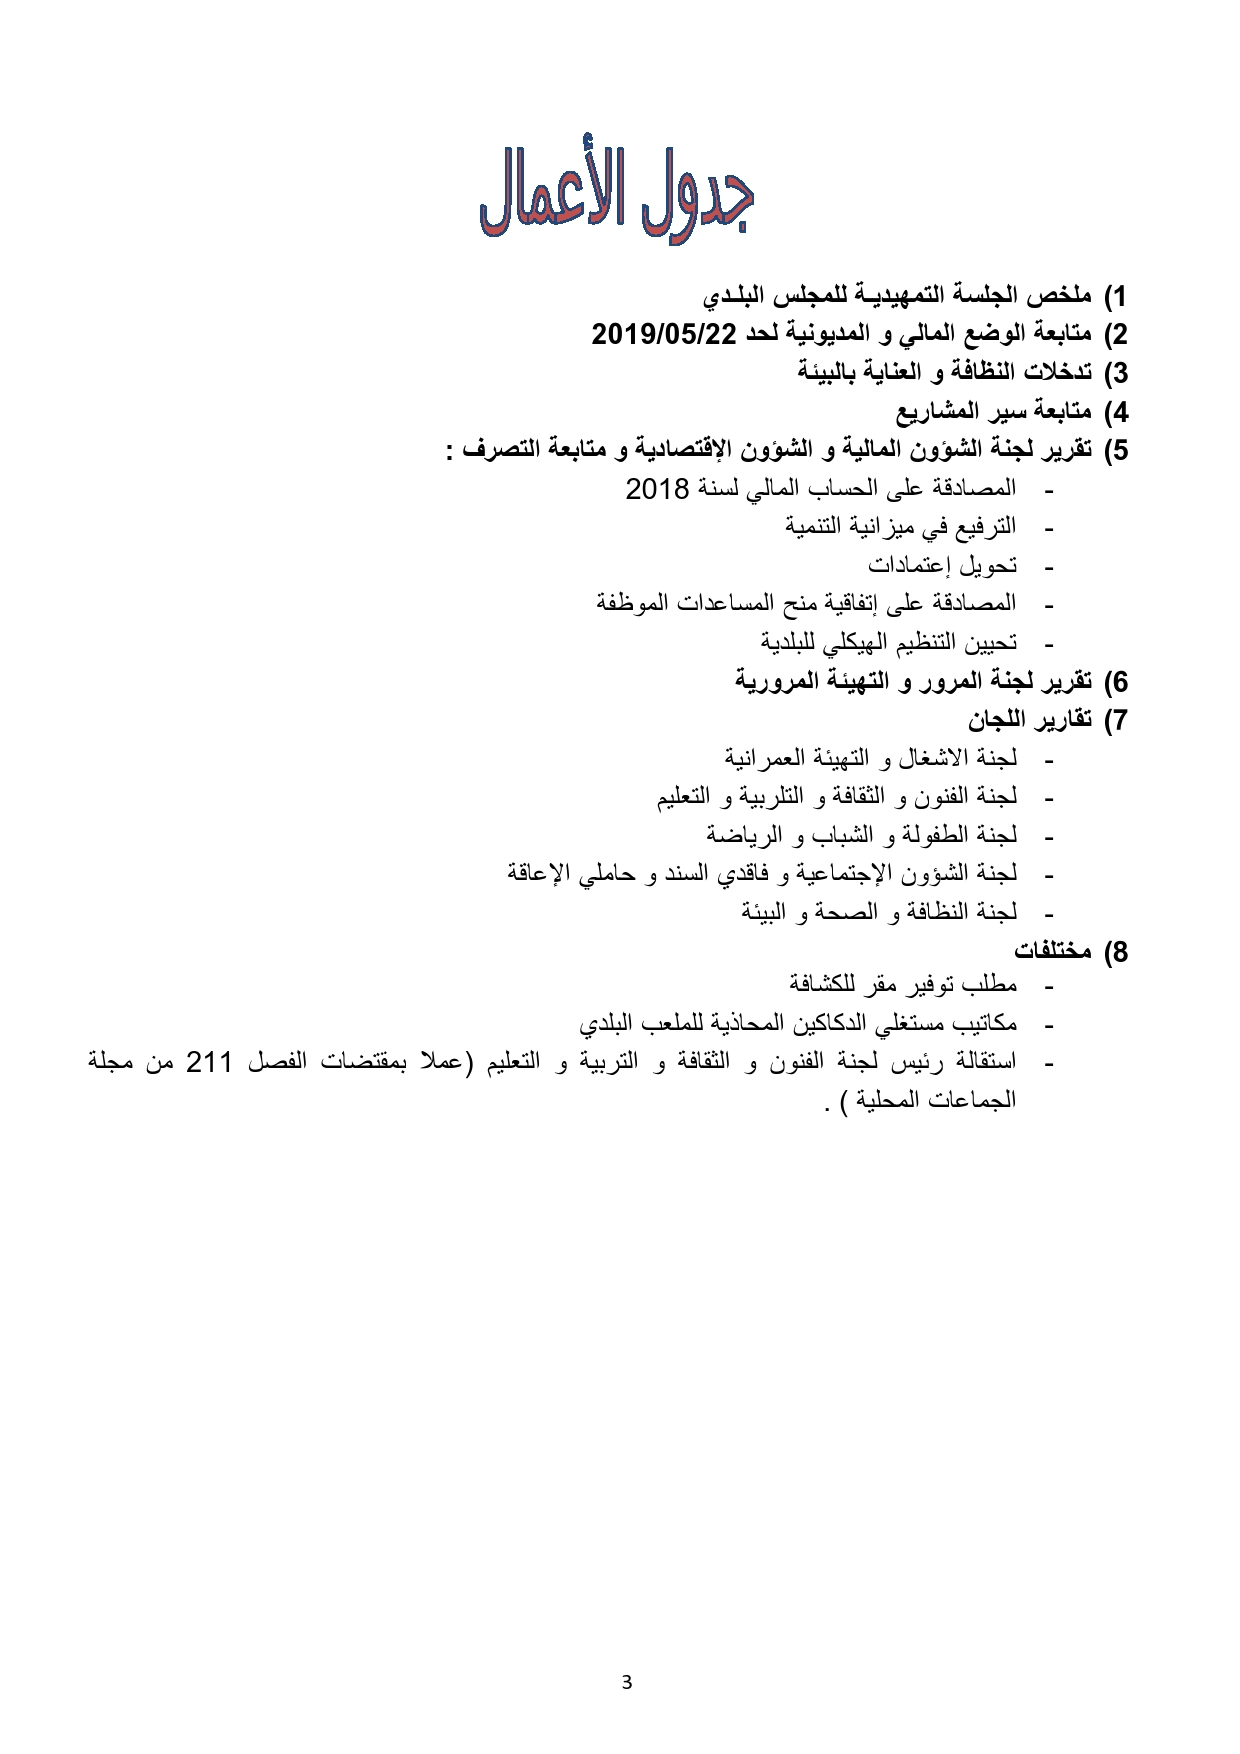 جدول الأعمال
1) ملخص الجلسة التمهيديـة للمجلس البلـدي
2) متابعة الوضع المالي و المديونية لحد 2019/05/22
3) تدخلات النظافة و العناية بالبيئة
4) متابعة سير المشاريع
5) تقرير لجنة الشؤون المالية و الشؤون الإقتصادية و متابعة التصرف :
- المصادقة على الحساب المالي لسنة 2018
- الترفيع في ميزانية التنمية
- تحويل إعتمادات
- المصادقة على إتفاقية منح المساعدات الموظفة
- تحيين التنظيم الهيكلي للبلدية
6) تقرير لجنة المرور و التهيئة المرورية
7) تقارير اللجان
- لجنة الاشغال و التهيئة العمرانية
- لجنة الفنون و الثقافة و التلربية و التعليم
- لجنة الطفولة و الشباب و الرياضة
- لجنة الشؤون الإجتماعية و فاقدي السند و حاملي الإعاقة
- لجنة النظافة و الصحة و البيئة
8) مختلفات
- مطلب توفير مقر للكشافة
- مكاتيب مستغلي الدكاكين المحاذية للملعب البلدي
- استقالة رئيس لجنة الفنون و الثقافة و التربية و التعليم (عملا بمقتضات الفصل 211 من مجلة
الجماعات المحلية ) .
3